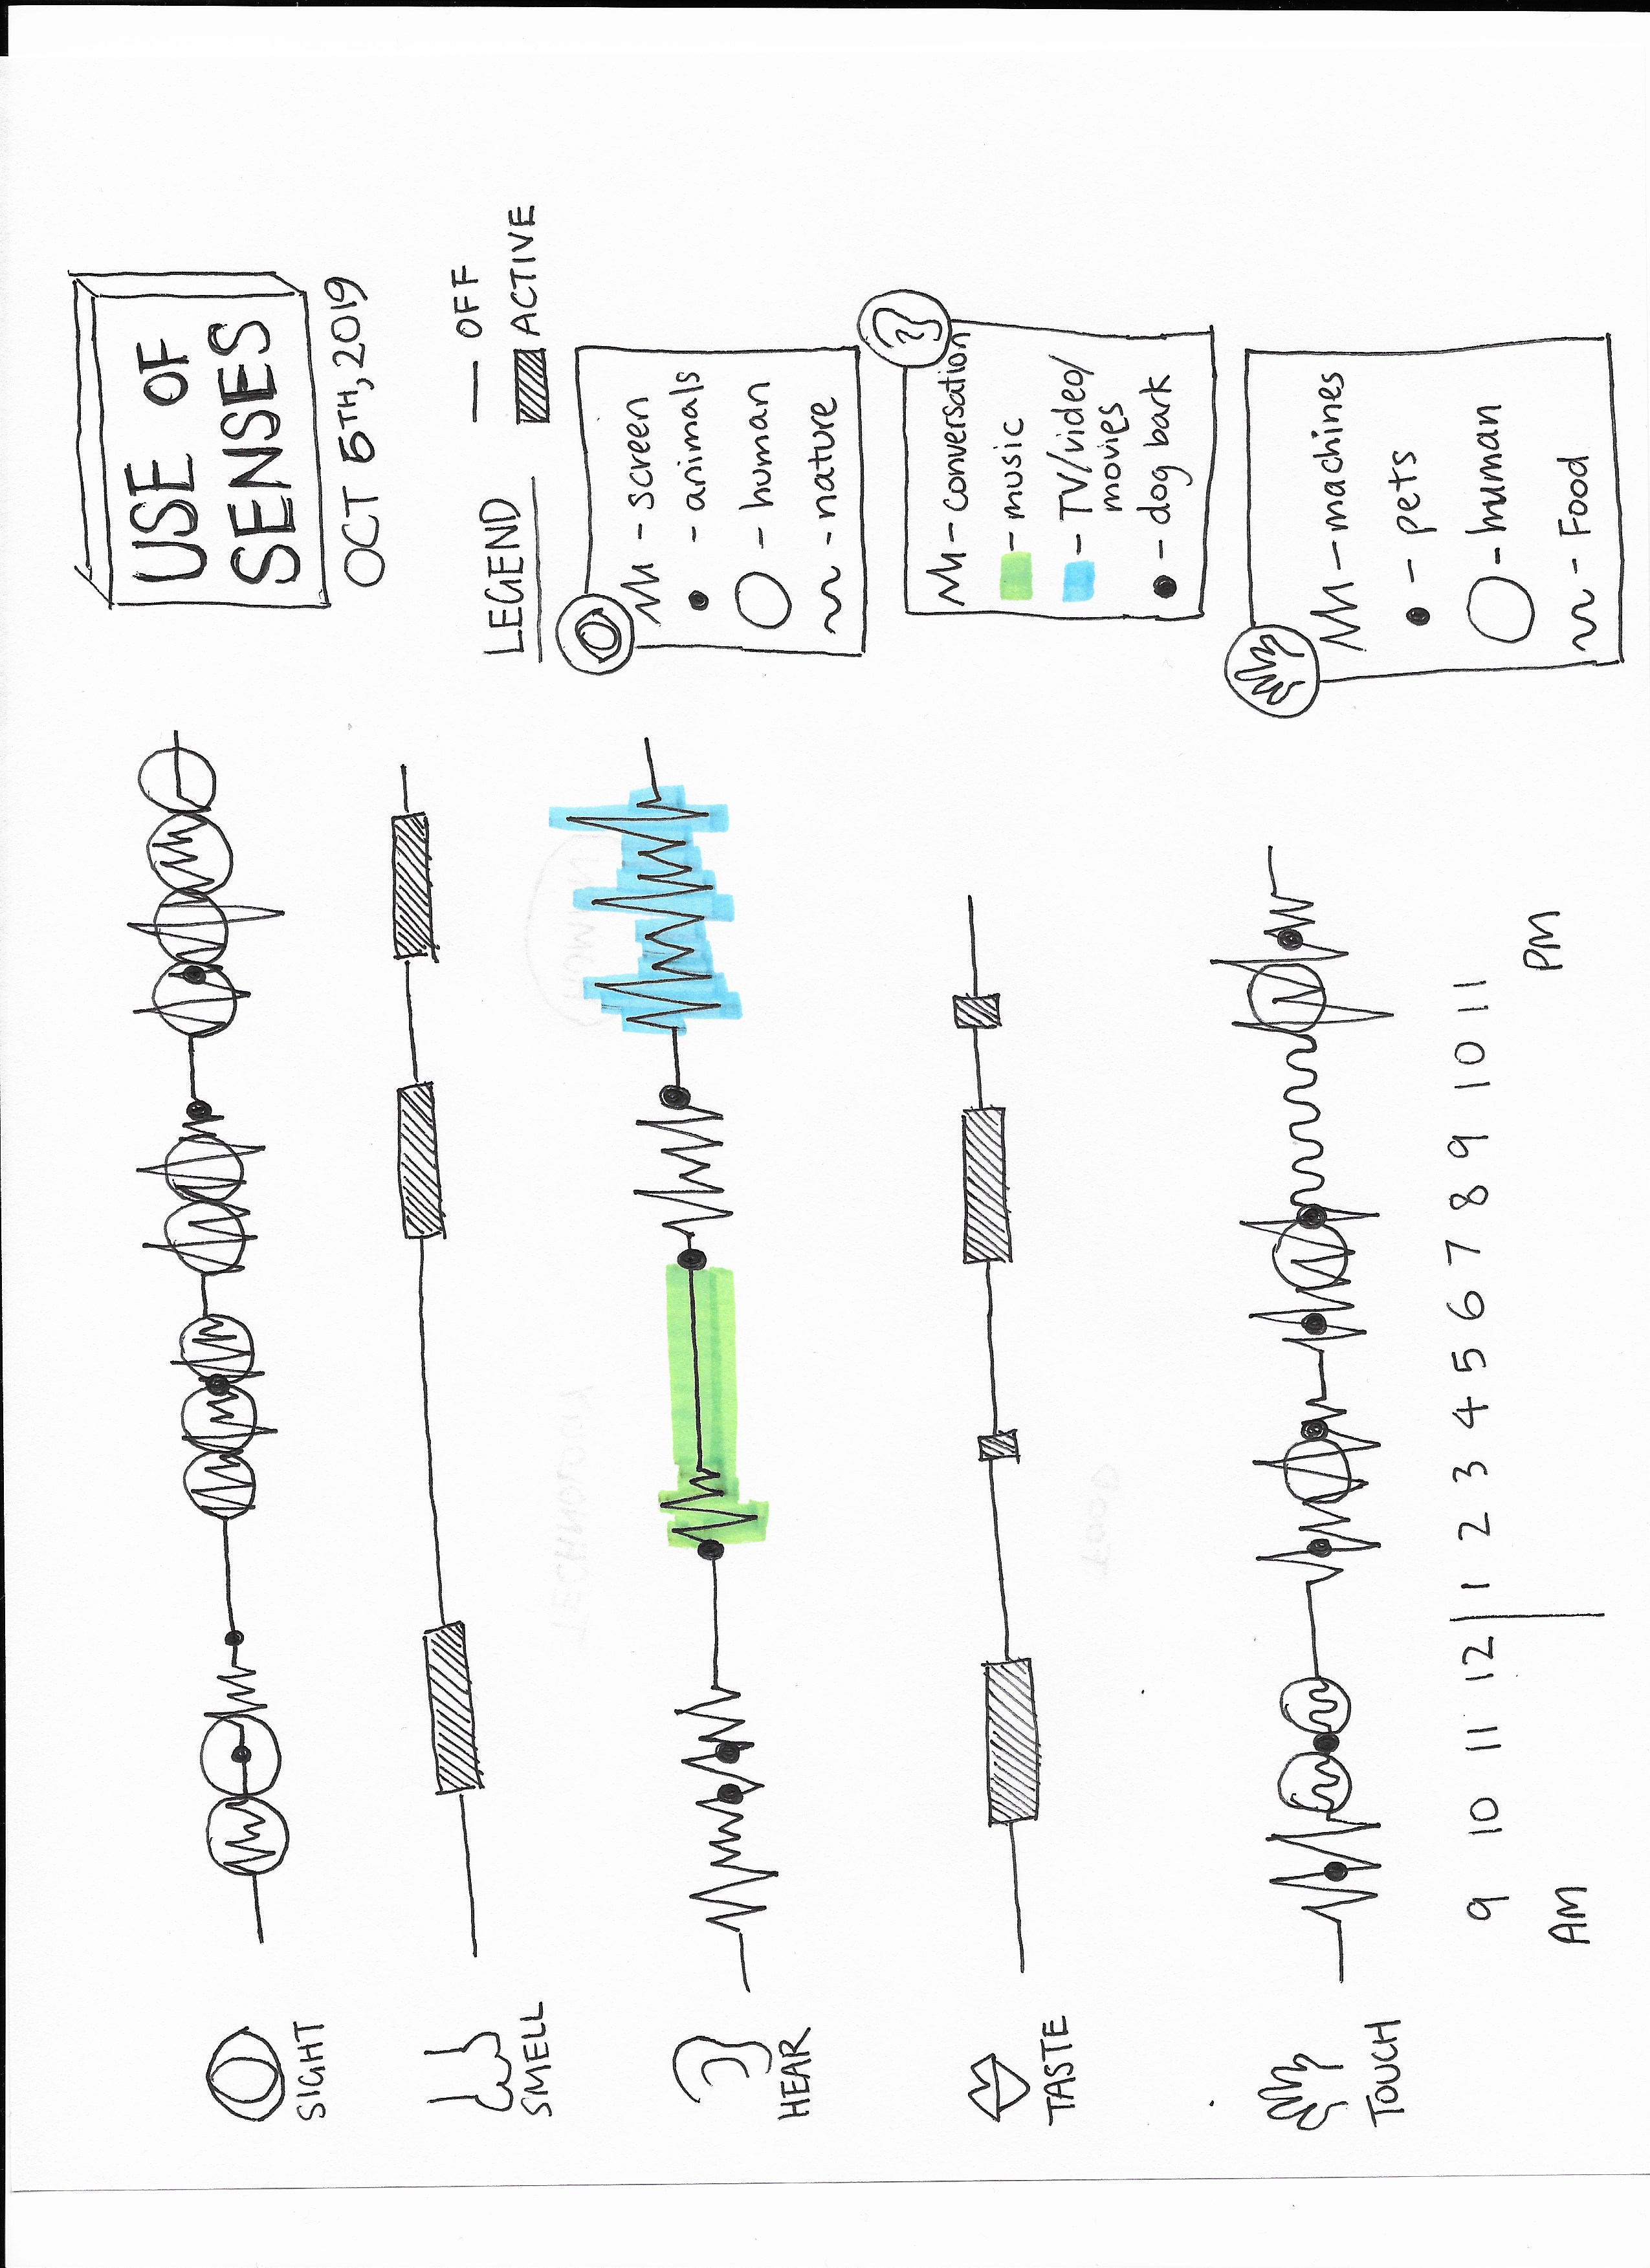 USE OF
SENSES
OCT 5TH, 2019
LEGEND
— OFF
ACTIVE
- screen
- animals
- human
- nature
- conversation
- music
- TV/video/
movies
- dog bark
- machines
- pets
- human
- Food
SIGHT
SMELL
HEAR
TASTE
TOUCH
9 10 11 12 1 2 3 4 5 6 7 8 9 10 11
AM PM